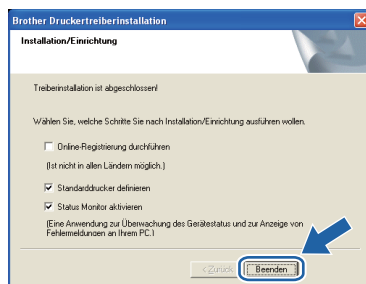 Brother Druckertreiberinstallation
Installation/Einrichtung
Treiberinstallation ist abgeschlossen!
Wählen Sie, welche Schritte Sie nach Installation/Einrichtung ausführen wollen.
Online-Registrierung durchführen
(Ist nicht in allen Ländern möglich.)
Standarddrucker definieren
Status Monitor aktivieren
(Eine Anwendung zur Überwachung des Gerätestatus und zur Anzeige von
Fehlermeldungen an Ihrem PC.)
< Zurück
Beenden